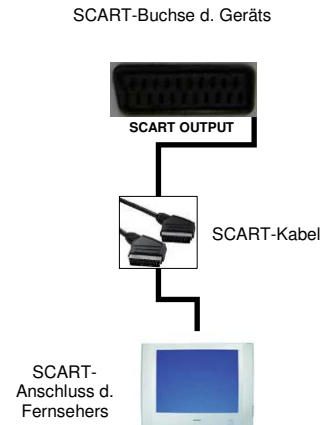 SCART-Buchse d. Geräts
SCART OUTPUT
SCART-Kabel
SCART-
Anschluss d.
Fernsehers